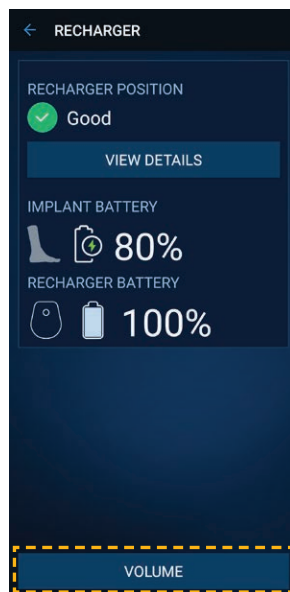 RECHARGER
RECHARGER POSITION
Good
VIEW DETAILS
IMPLANT BATTERY
80%
RECHARGER BATTERY
100%
VOLUME